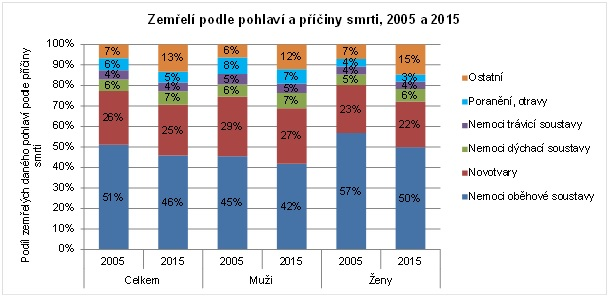 Zemřelí podle pohlaví a příčiny smrti, 2005 a 2015
Podíl zemřelých daného pohlaví podle příčiny
smrti
100%
90%
80%
70%
60%
50%
40%
30%
20%
10%
0%
7% 13% 6% 12% 7% 15%
6% 5% 8% 7% 4% 3%
4% 4% 5% 5% 4% 4%
6% 7% 6% 7% 5% 6%
26% 25% 29% 27% 23% 22%
51% 46% 45% 42% 57% 50%
2005 2015 2005 2015 2005 2015
Celkem Muži Ženy
Ostatní
Poranění, otravy
Nemoci trávicí soustavy
Nemoci dýchací soustavy
Novotvary
Nemoci oběhové soustavy